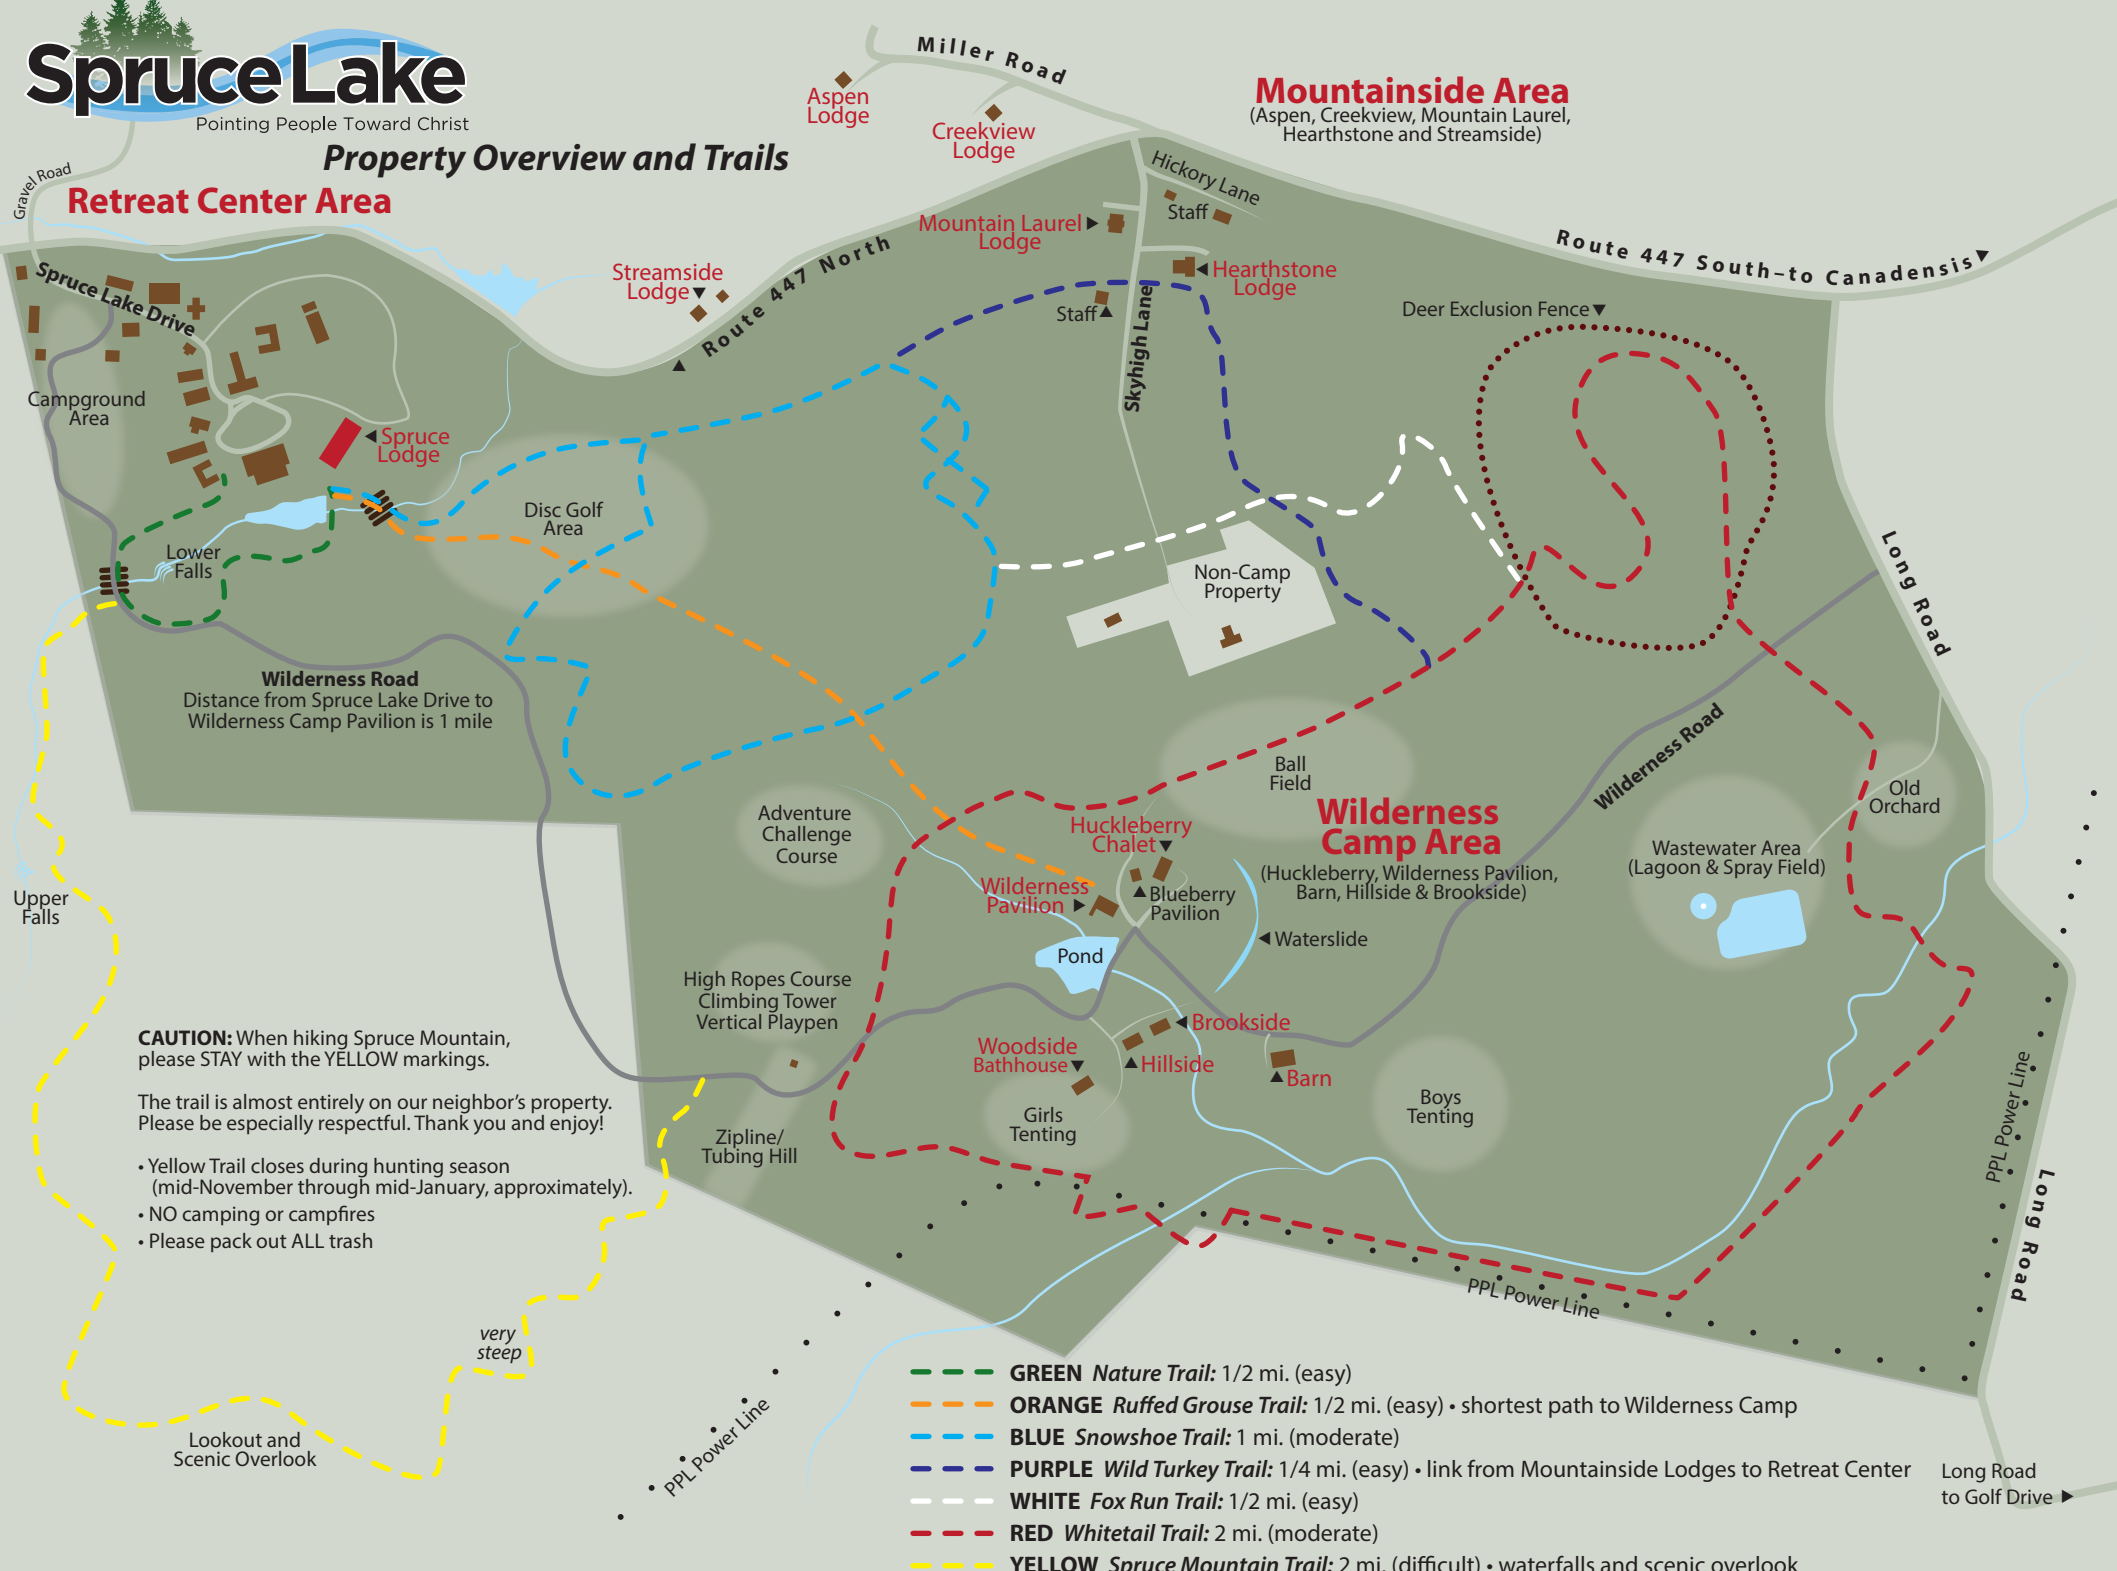 Spruce Lake
Pointing People Toward Christ
Property Overview and Trails
Miller Road
Aspen
Lodge
Creekview
Lodge
Mountainside Area
(Aspen, Creekview, Mountain Laurel,
Hearthstone and Streamside)
Gravel Road
Retreat Center Area
Hickory Lane
Staff
Mountain Laurel
Lodge
Route 447 South–to Canadensis
Streamside
Lodge
Route 447 North
Hearthstone
Lodge
Staff
Skyhigh Lane
Deer Exclusion Fence
Spruce Lake Drive
Campground
Area
Spruce
Lodge
Disc Golf
Area
Lower
Falls
Non-Camp
Property
Long Road
Wilderness Road
Distance from Spruce Lake Drive to
Wilderness Camp Pavilion is 1 mile
Wilderness Road
Ball
Field
Old
Orchard
Adventure
Challenge
Course
Huckleberry
Chalet
Wilderness
Camp Area
(Huckleberry, Wilderness Pavilion,
Barn, Hillside & Brookside)
Wastewater Area
(Lagoon & Spray Field)
Wilderness
Pavilion
Blueberry
Pavilion
Upper
Falls
Waterslide
Pond
High Ropes Course
Climbing Tower
Vertical Playpen
Brookside
Woodside
Bathhouse
Hillside
Barn
Girls
Tenting
Boys
Tenting
Zipline/
Tubing Hill
PPL Power Line
Long Road
CAUTION: When hiking Spruce Mountain,
please STAY with the YELLOW markings.
The trail is almost entirely on our neighbor’s property.
Please be especially respectful. Thank you and enjoy!
• Yellow Trail closes during hunting season
(mid-November through mid-January, approximately).
• NO camping or campfires
• Please pack out ALL trash
PPL Power Line
very
steep
Lookout and
Scenic Overlook
PPL Power Line
GREEN Nature Trail: 1/2 mi. (easy)
ORANGE Ruffed Grouse Trail: 1/2 mi. (easy) • shortest path to Wilderness Camp
BLUE Snowshoe Trail: 1 mi. (moderate)
PURPLE Wild Turkey Trail: 1/4 mi. (easy) • link from Mountainside Lodges to Retreat Center
WHITE Fox Run Trail: 1/2 mi. (easy)
RED Whitetail Trail: 2 mi. (moderate)
YELLOW Spruce Mountain Trail: 2 mi. (difficult) • waterfalls and scenic overlook
Long Road
to Golf Drive